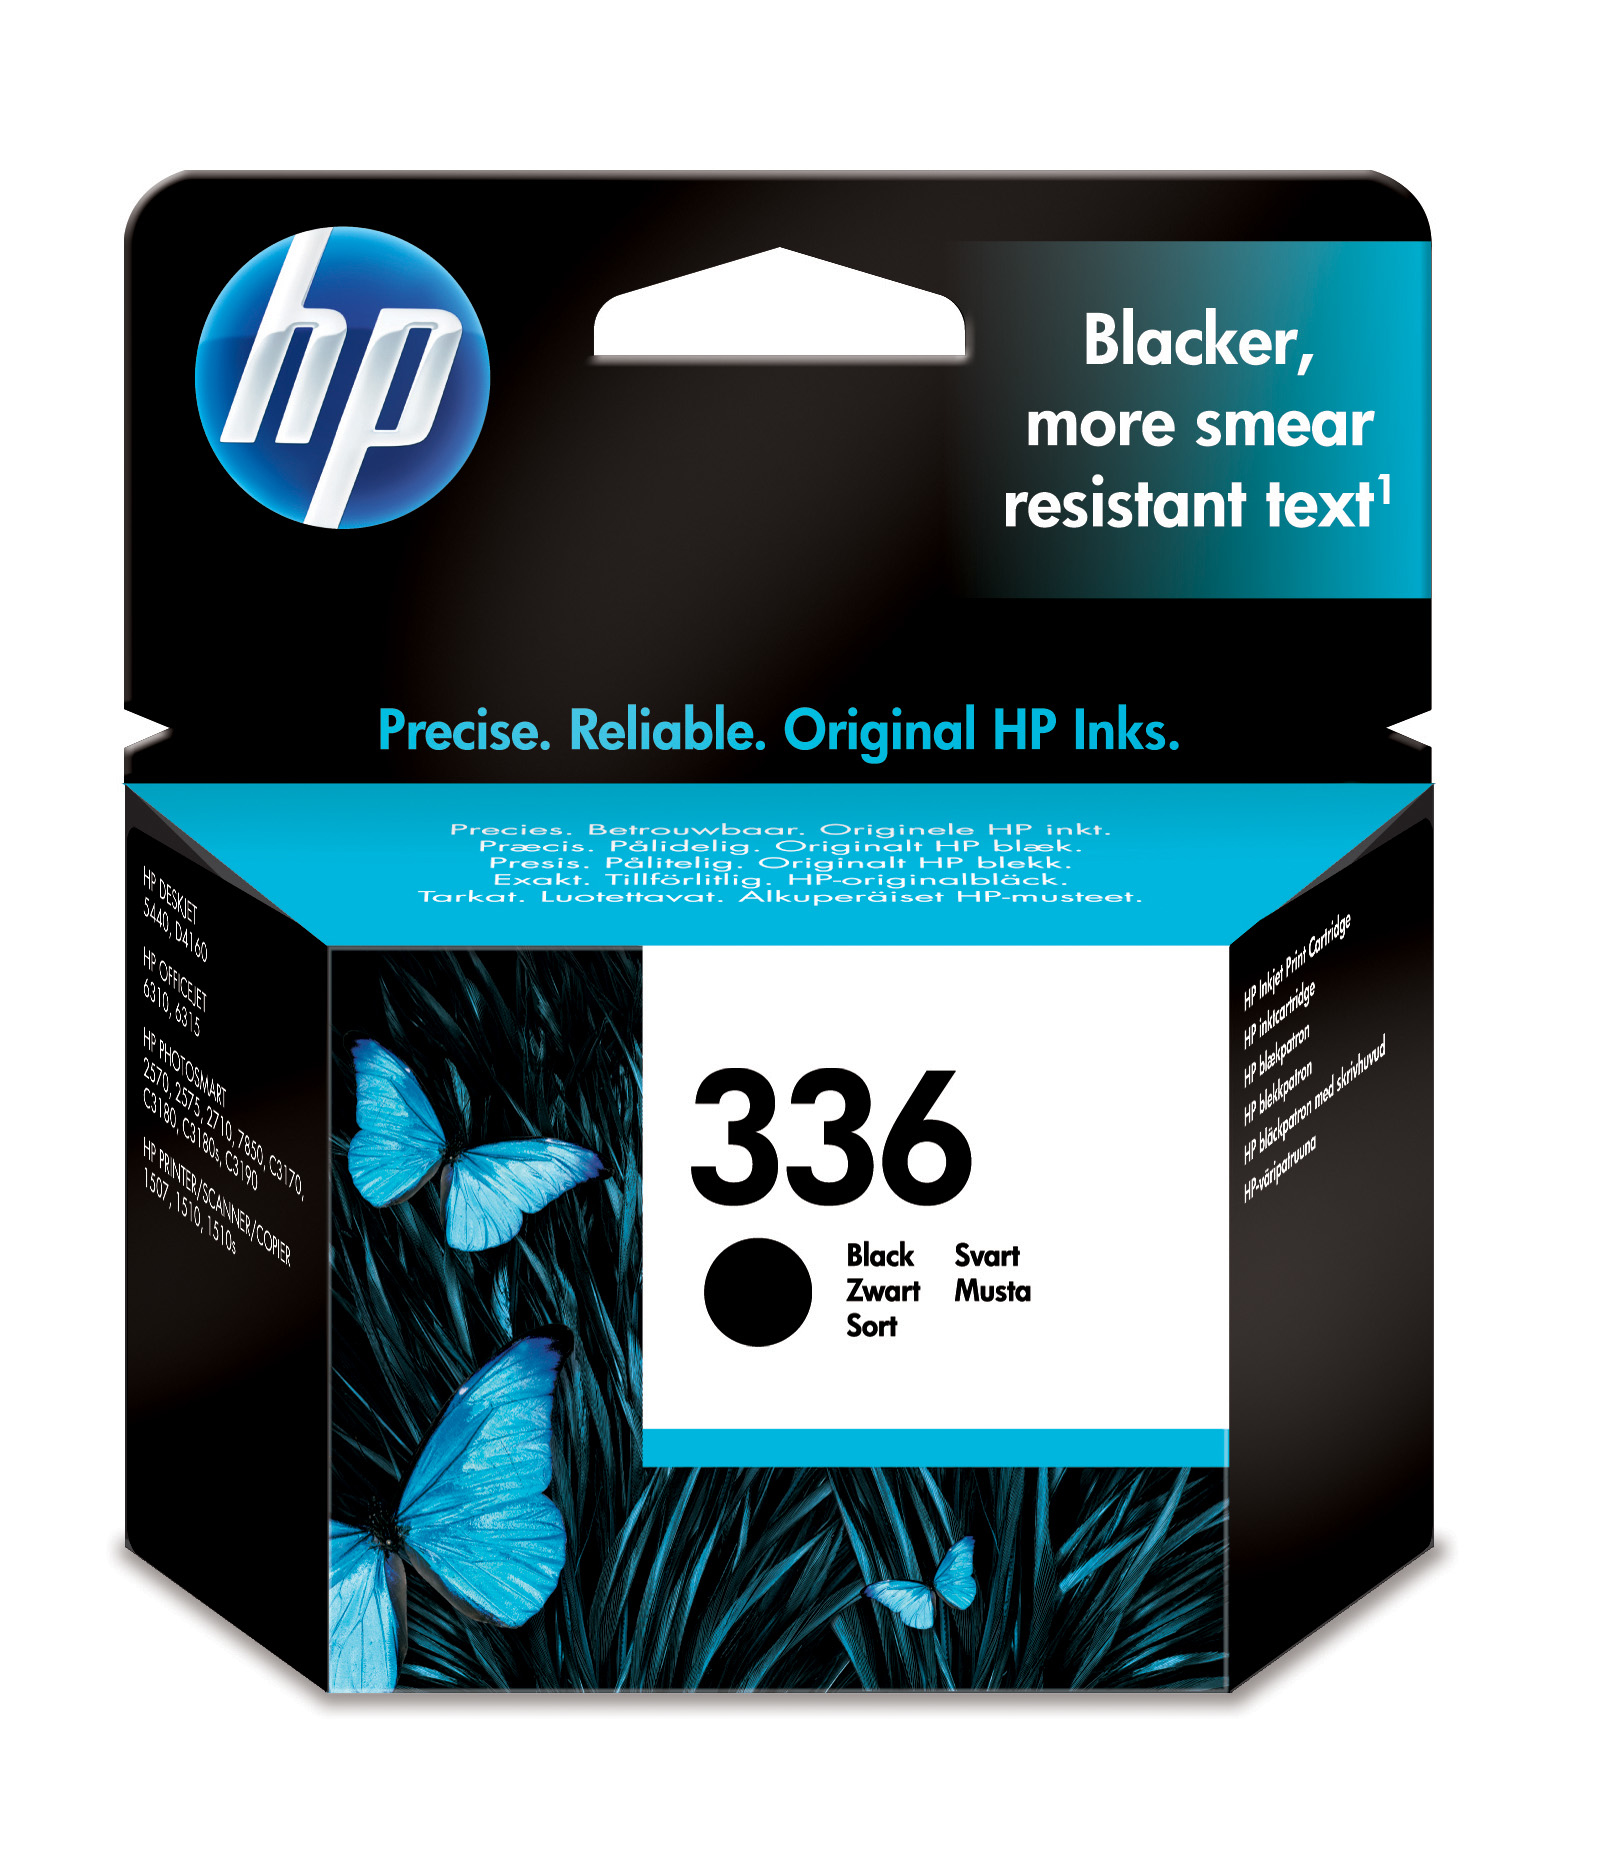 hp
Blacker,
more smear
resistant text1
Precise. Reliable. Original HP Inks.
Precies. Betrouwbaar. Originele HP inkt.
Præcis. Pålidelig. Originalt HP blæk.
Presis. Pålitelig. Originalt HP blekk.
Exakt. Tillförlitlig. HP-originalbläck.
Tarkat. Luotettavat. Alkuperäiset HP-musteet.
HP DESKJET
5440, D4160
HP OFFICEJET
6310, 6315
HP PHOTOSMART
2570, 2575, 2710, 7850, C3170,
C3180, C3180s, C3190
HP PRINTER/SCANNER/COPIER
1507, 1510, 1510s
336
Black Svart
Zwart Musta
Sort
HP Inkjet Print Cartridge
HP inktcartridge
HP blækpatron
HP blekkpatron
HP bläckpatron med skrivhuvud
HP-väripatruuna